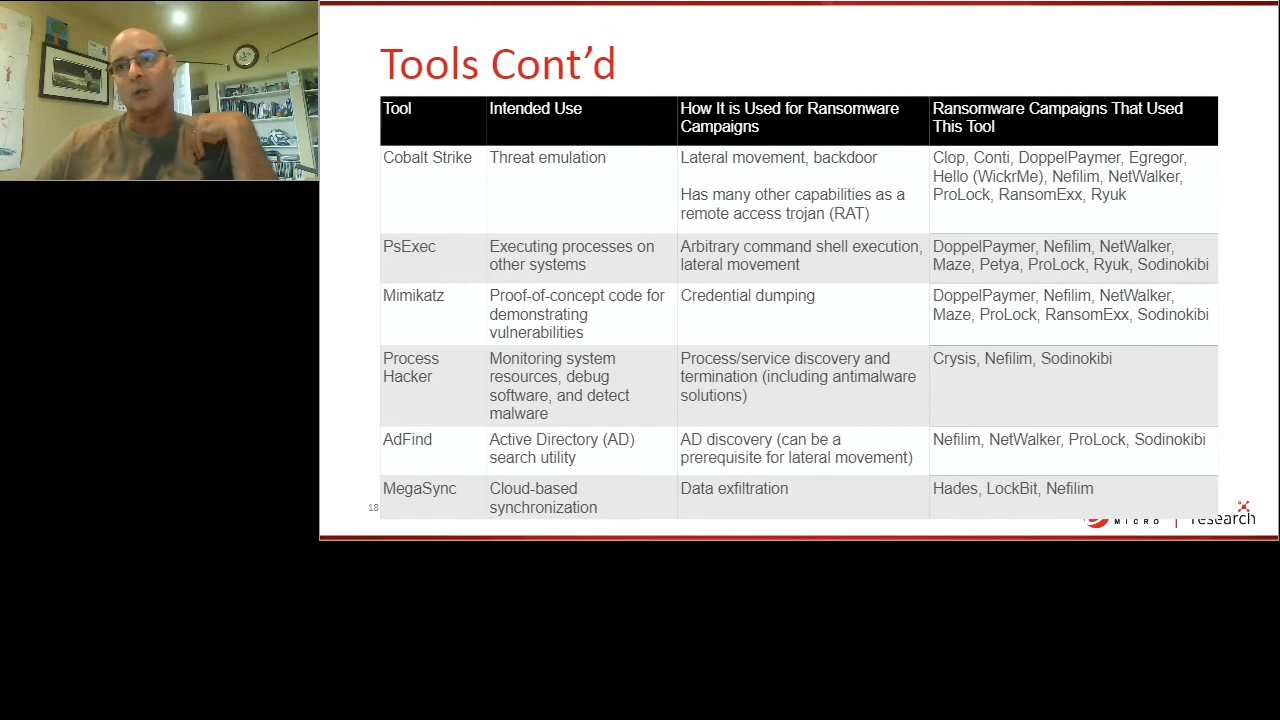 Tools Cont’d
Tool
Intended Use
How It is Used for Ransomware
Campaigns
Ransomware Campaigns That Used
This Tool
Cobalt Strike
Threat emulation
Lateral movement, backdoor
Has many other capabilities as a
remote access trojan (RAT)
Clop, Conti, DoppelPaymer, Egregor,
Hello (WickrMe), Nefilim, NetWalker,
ProLock, RansomExx, Ryuk
PsExec
Executing processes on
other systems
Arbitrary command shell execution,
lateral movement
DoppelPaymer, Nefilim, NetWalker,
Maze, Petya, ProLock, Ryuk, Sodinokibi
Mimikatz
Proof-of-concept code for
demonstrating
vulnerabilities
Credential dumping
DoppelPaymer, Nefilim, NetWalker,
Maze, ProLock, RansomExx, Sodinokibi
Process
Hacker
Monitoring system
resources, debug
software, and detect
malware
Process/service discovery and
termination (including antimalware
solutions)
Crysis, Nefilim, Sodinokibi
AdFind
Active Directory (AD)
search utility
AD discovery (can be a
prerequisite for lateral movement)
Nefilim, NetWalker, ProLock, Sodinokibi
MegaSync
Cloud-based
synchronization
Data exfiltration
Hades, LockBit, Nefilim
18
MICRO
research